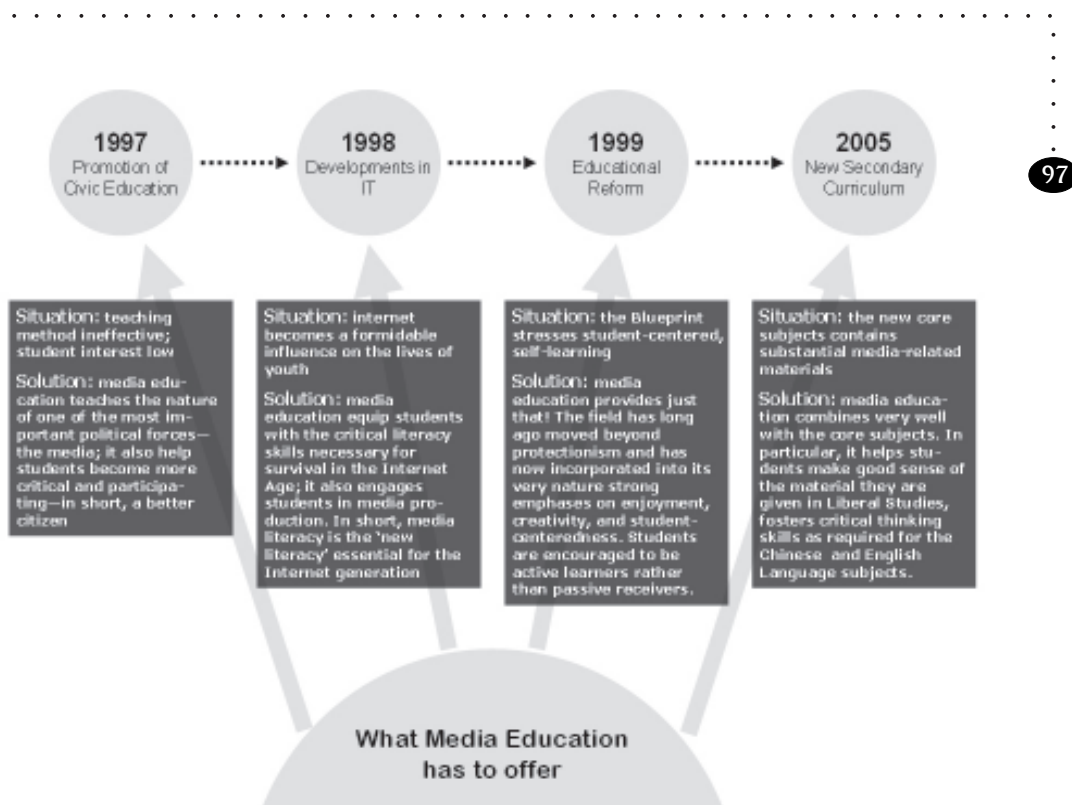 97
1997
Promotion of
Civic Education
1998
Developments in
IT
1999
Educational
Reform
2005
New Secondary
Curriculum
Situation: teaching
method ineffective;
student interest low
Solution: media edu-
cation teaches the nature
of one of the most im-
portant political forces—
the media; it also help
students become more
critical and participa-
ting—in short, a better
citizen
Situation: internet
becomes a formidable
influence on the lives of
youth
Solution: media
education equip students
with the critical literacy
skills necessary for
survival in the Internet
Age; it also engages
students in media pro-
duction. In short, media
literacy is the 'new
literacy' essential for the
Internet generation
Situation: the Blueprint
stresses student-centered,
self-learning
Solution: media
education provides just
that! The field has long
ago moved beyond
protectionism and has
now incorporated into its
very nature strong
emphases on enjoyment,
creativity, and student-
centeredness. Students
are encouraged to be
active learners rather
than passive receivers.
Situation: the new core
subjects contains
substantial media-related
materials
Solution: media educa-
tion combines very well
with the core subjects. In
particular, it helps stu-
dents make good sense of
the material they are
given in Liberal Studies,
fosters critical thinking
skills as required for the
Chinese and English
Language subjects.
What Media Education
has to offer